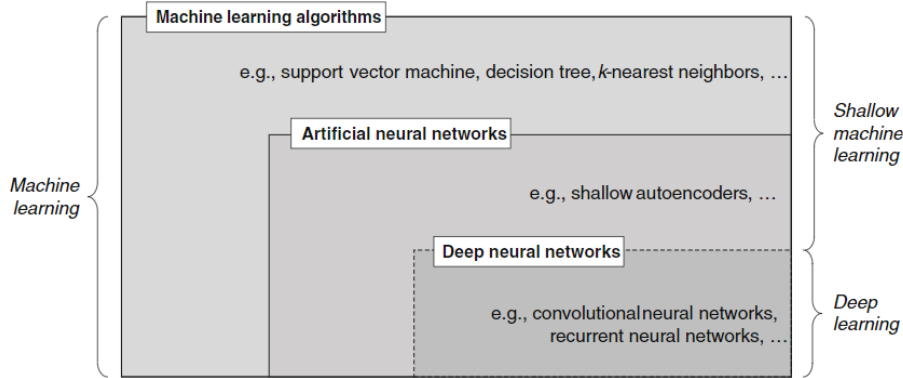 Machine learning algorithms
e.g., support vector machine, decision tree, k-nearest neighbors, …
Artificial neural networks
Shallow
machine
learning
Machine
learning
e.g., shallow autoencoders, …
Deep neural networks
e.g., convolutional neural networks,
recurrent neural networks, …
Deep
learning